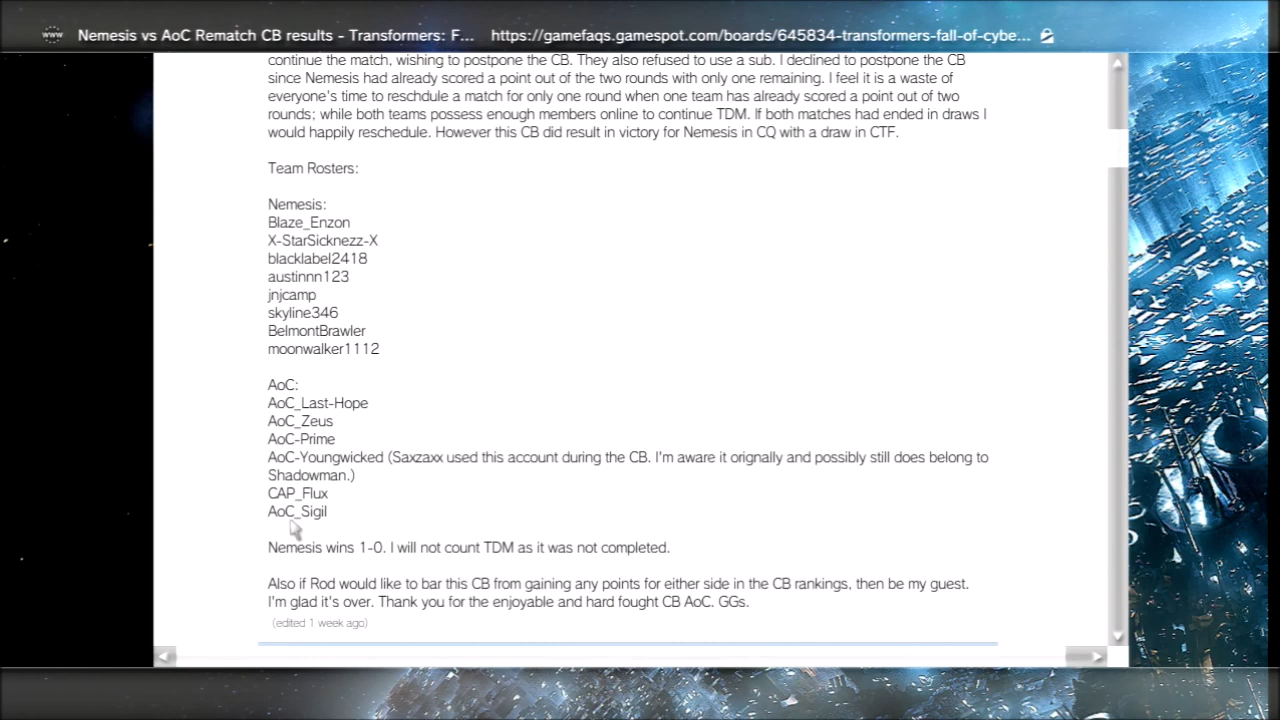 Nemesis vs AoC Rematch CB results - Transformers: F... https://gamefaqs.gamespot.com/boards/645834-transformers-fall-of-cybe...
continue the match, wishing to postpone the CB. They also refused to use a sub. I declined to postpone the CB
since Nemesis had already scored a point out of the two rounds with only one remaining. I feel it is a waste of
everyone's time to reschdule a match for only one round when one team has already scored a point out of two
rounds; while both teams possess enough members online to continue TDM. If both matches had ended in draws I
would happily reschedule. However this CB did result in victory for Nemesis in CQ with a draw in CTF.
Team Rosters:
Nemesis:
Blaze_Enzon
X-StarSicknezz-X
blacklabel2418
austinnn123
jnjcamp
skyline346
BelmontBrawler
moonwalker1112
AoC:
AoC_Last-Hope
AoC_Zeus
AoC-Prime
AoC-Youngwicked (Saxzaxx used this account during the CB. I'm aware it orignally and possibly still does belong to
Shadowman.)
CAP_Flux
AoC_Sigil
Nemesis wins 1-0. I will not count TDM as it was not completed.
Also if Rod would like to bar this CB from gaining any points for either side in the CB rankings, then be my guest.
I'm glad it's over. Thank you for the enjoyable and hard fought CB AoC. GGs.
(edited 1 week ago)